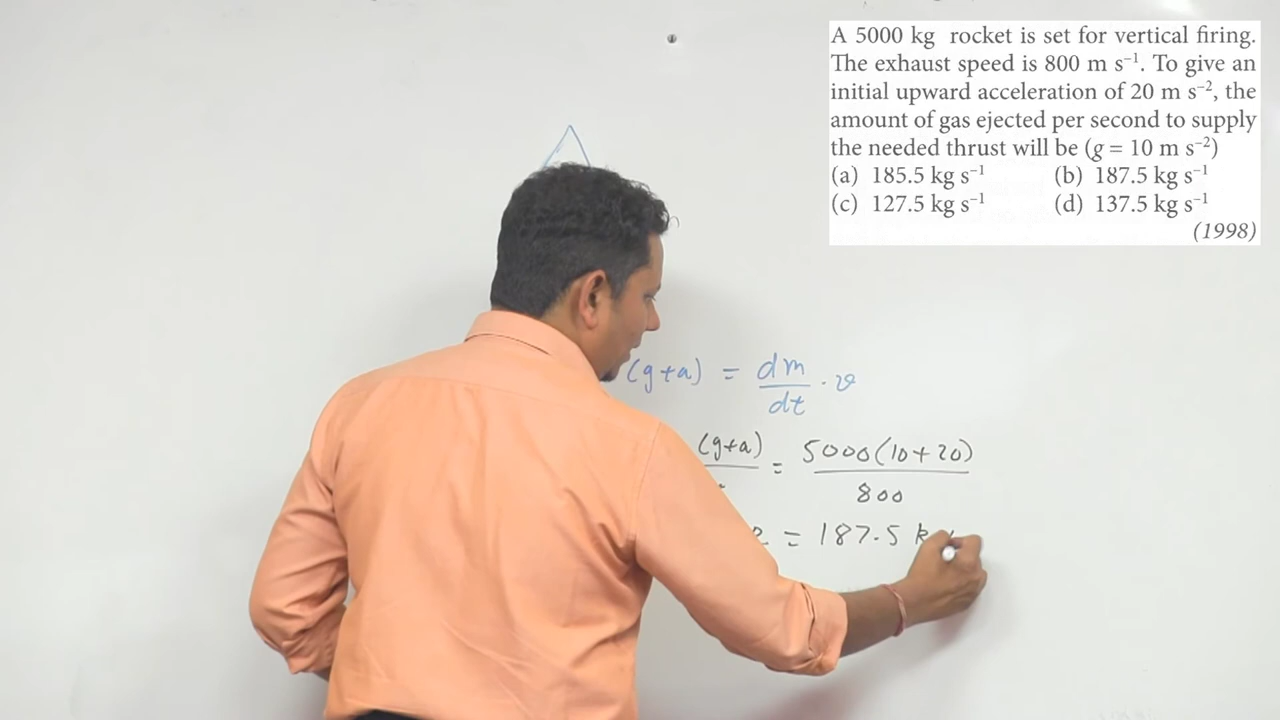 A 5000 kg rocket is set for vertical firing.
The exhaust speed is 800 m s⁻¹. To give an
initial upward acceleration of 20 m s⁻², the
amount of gas ejected per second to supply
the needed thrust will be (g = 10 m s⁻²)
(a) 185.5 kg s⁻¹ (b) 187.5 kg s⁻¹
(c) 127.5 kg s⁻¹ (d) 137.5 kg s⁻¹
(1998)
(g+a) = dm/dt · v
(g+a) = 5000(10+20)/800
= 187.5 k